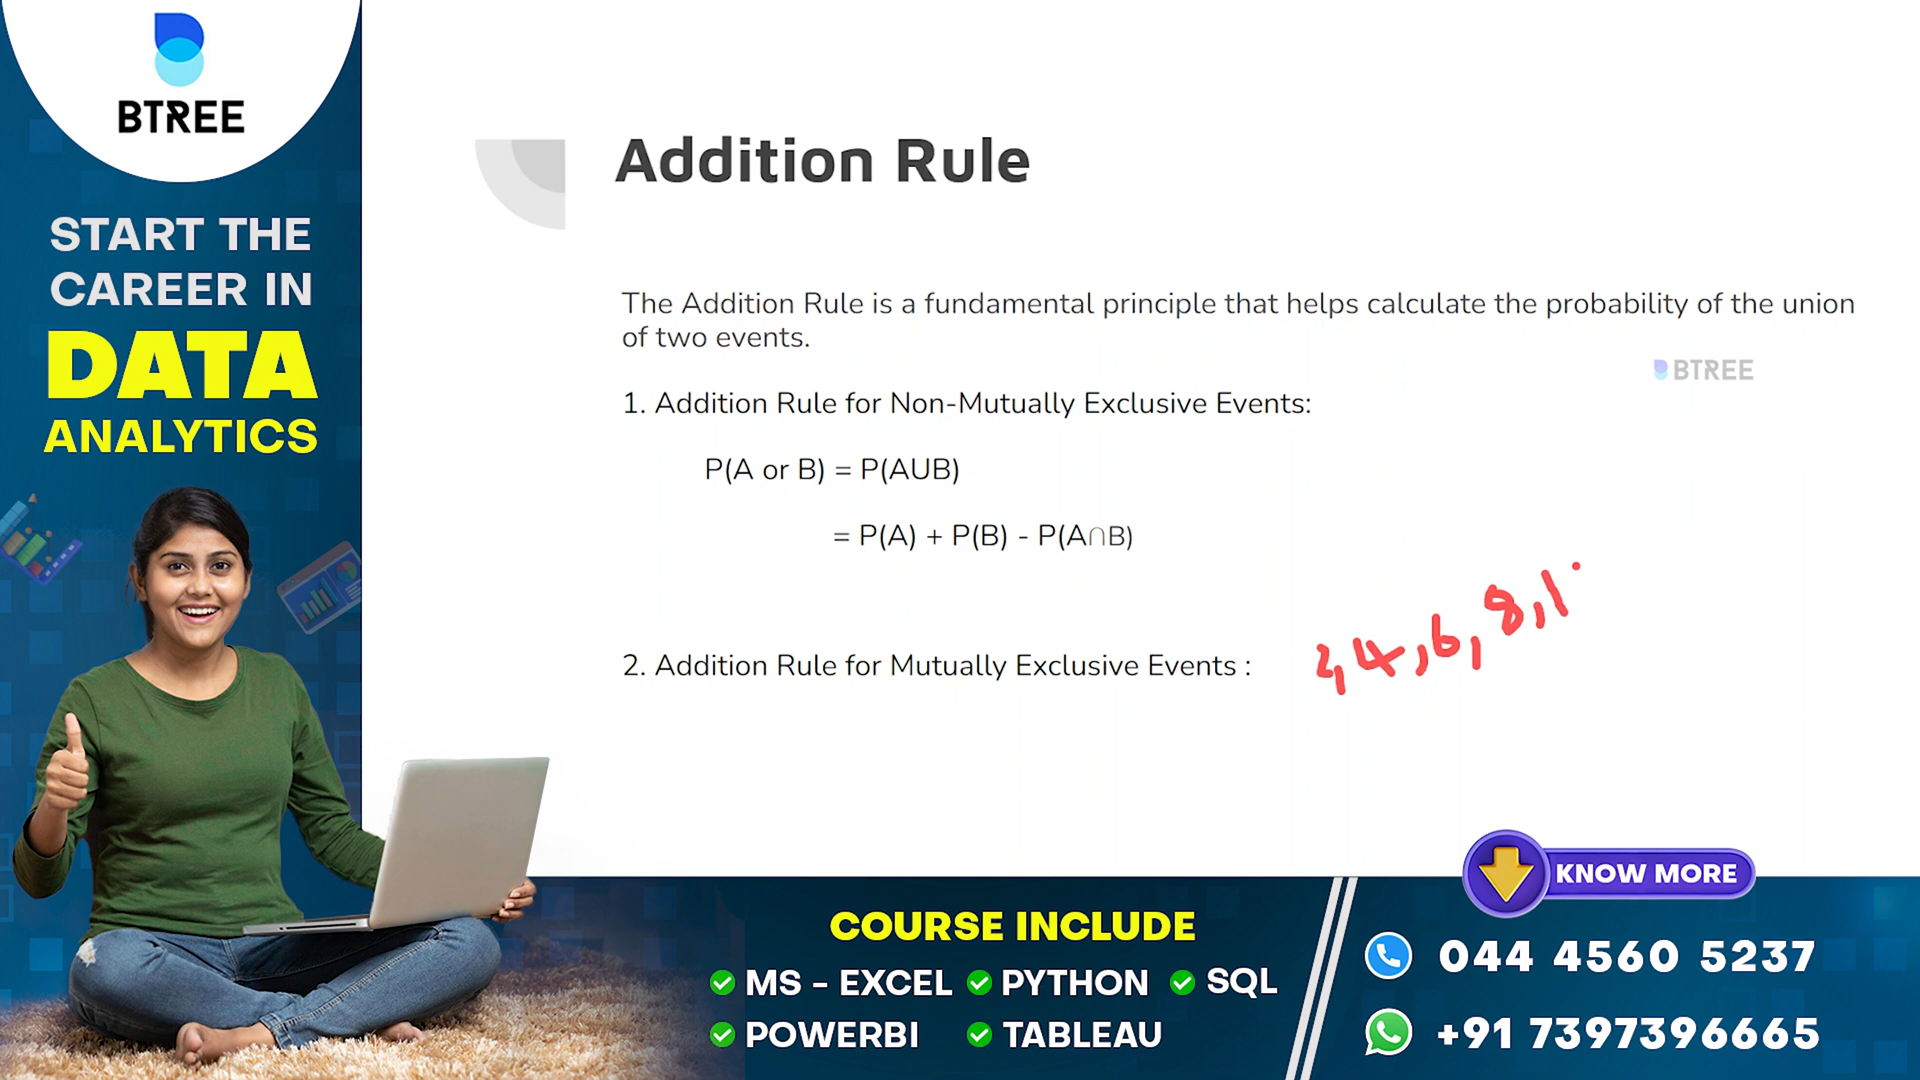 BTREE
START THE
CAREER IN
DATA
ANALYTICS
Addition Rule
The Addition Rule is a fundamental principle that helps calculate the probability of the union
of two events.
BTREE
1. Addition Rule for Non-Mutually Exclusive Events:
P(A or B) = P(AUB)
= P(A) + P(B) - P(A∩B)
2. Addition Rule for Mutually Exclusive Events :
2,4,6,8,1
KNOW MORE
COURSE INCLUDE
MS - EXCEL PYTHON SQL
POWERBI TABLEAU
044 4560 5237
+91 7397396665